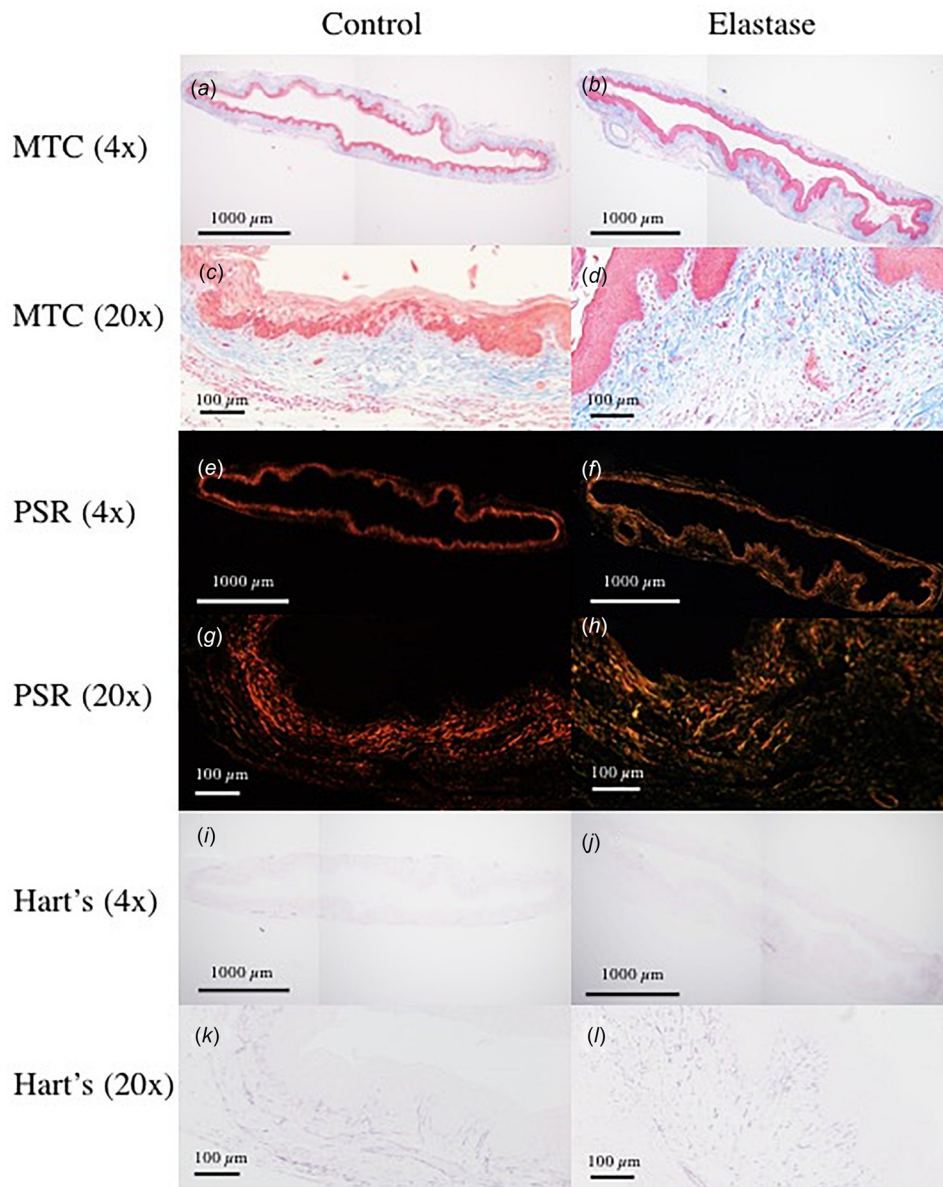 Control Elastase
MTC (4x) (a) (b)
1000 µm 1000 µm
MTC (20x) (c) (d)
100 µm 100 µm
PSR (4x) (e) (f)
1000 µm 1000 µm
PSR (20x) (g) (h)
100 µm 100 µm
Hart's (4x) (i) (j)
1000 µm 1000 µm
Hart's (20x) (k) (l)
100 µm 100 µm